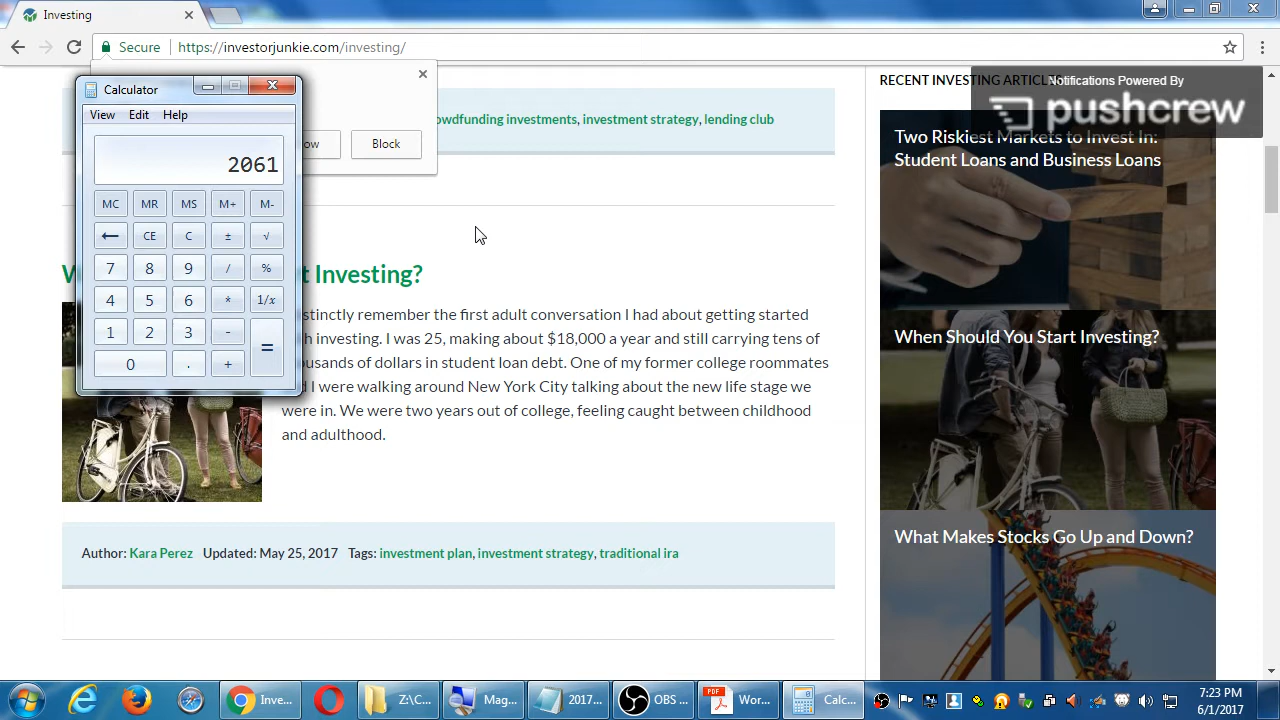 Investing
Secure https://investorjunkie.com/investing/
Calculator
View Edit Help
2061
MC MR MS M+ M-
CE C ± √
7 8 9 / %
4 5 6 * 1/x
1 2 3 - =
0 . +
Block
crowdfunding investments, investment strategy, lending club
t Investing?
I distinctly remember the first adult conversation I had about getting started
with investing. I was 25, making about $18,000 a year and still carrying tens of
thousands of dollars in student loan debt. One of my former college roommates
and I were walking around New York City talking about the new life stage we
were in. We were two years out of college, feeling caught between childhood
and adulthood.
Author: Kara Perez Updated: May 25, 2017 Tags: investment plan, investment strategy, traditional ira
RECENT INVESTING ARTICLES
Notifications Powered By
pushcrew
Two Riskiest Markets to Invest In:
Student Loans and Business Loans
When Should You Start Investing?
What Makes Stocks Go Up and Down?
Inve...
Z:\C...
Mag...
2017...
OBS ...
PDF
Wor...
Calc...
7:23 PM
6/1/2017